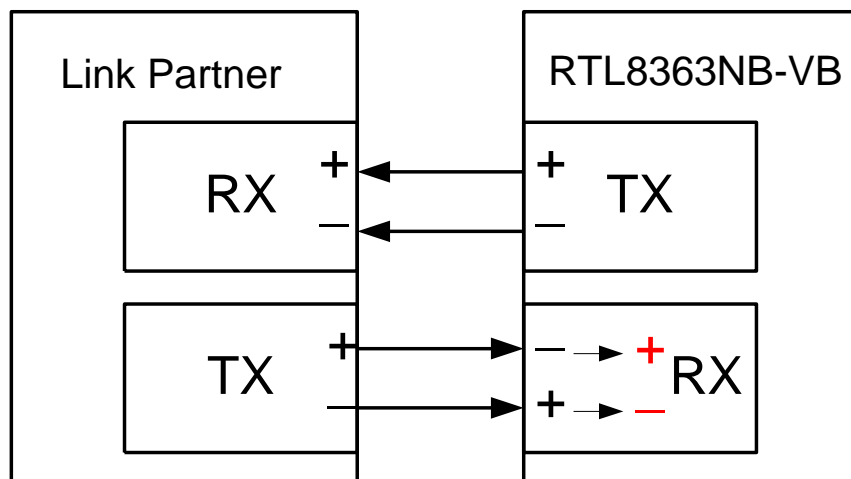 Link Partner
RTL8363NB-VB
RX
+
−
+
−
TX
TX
+
−
− +
+ −
RX